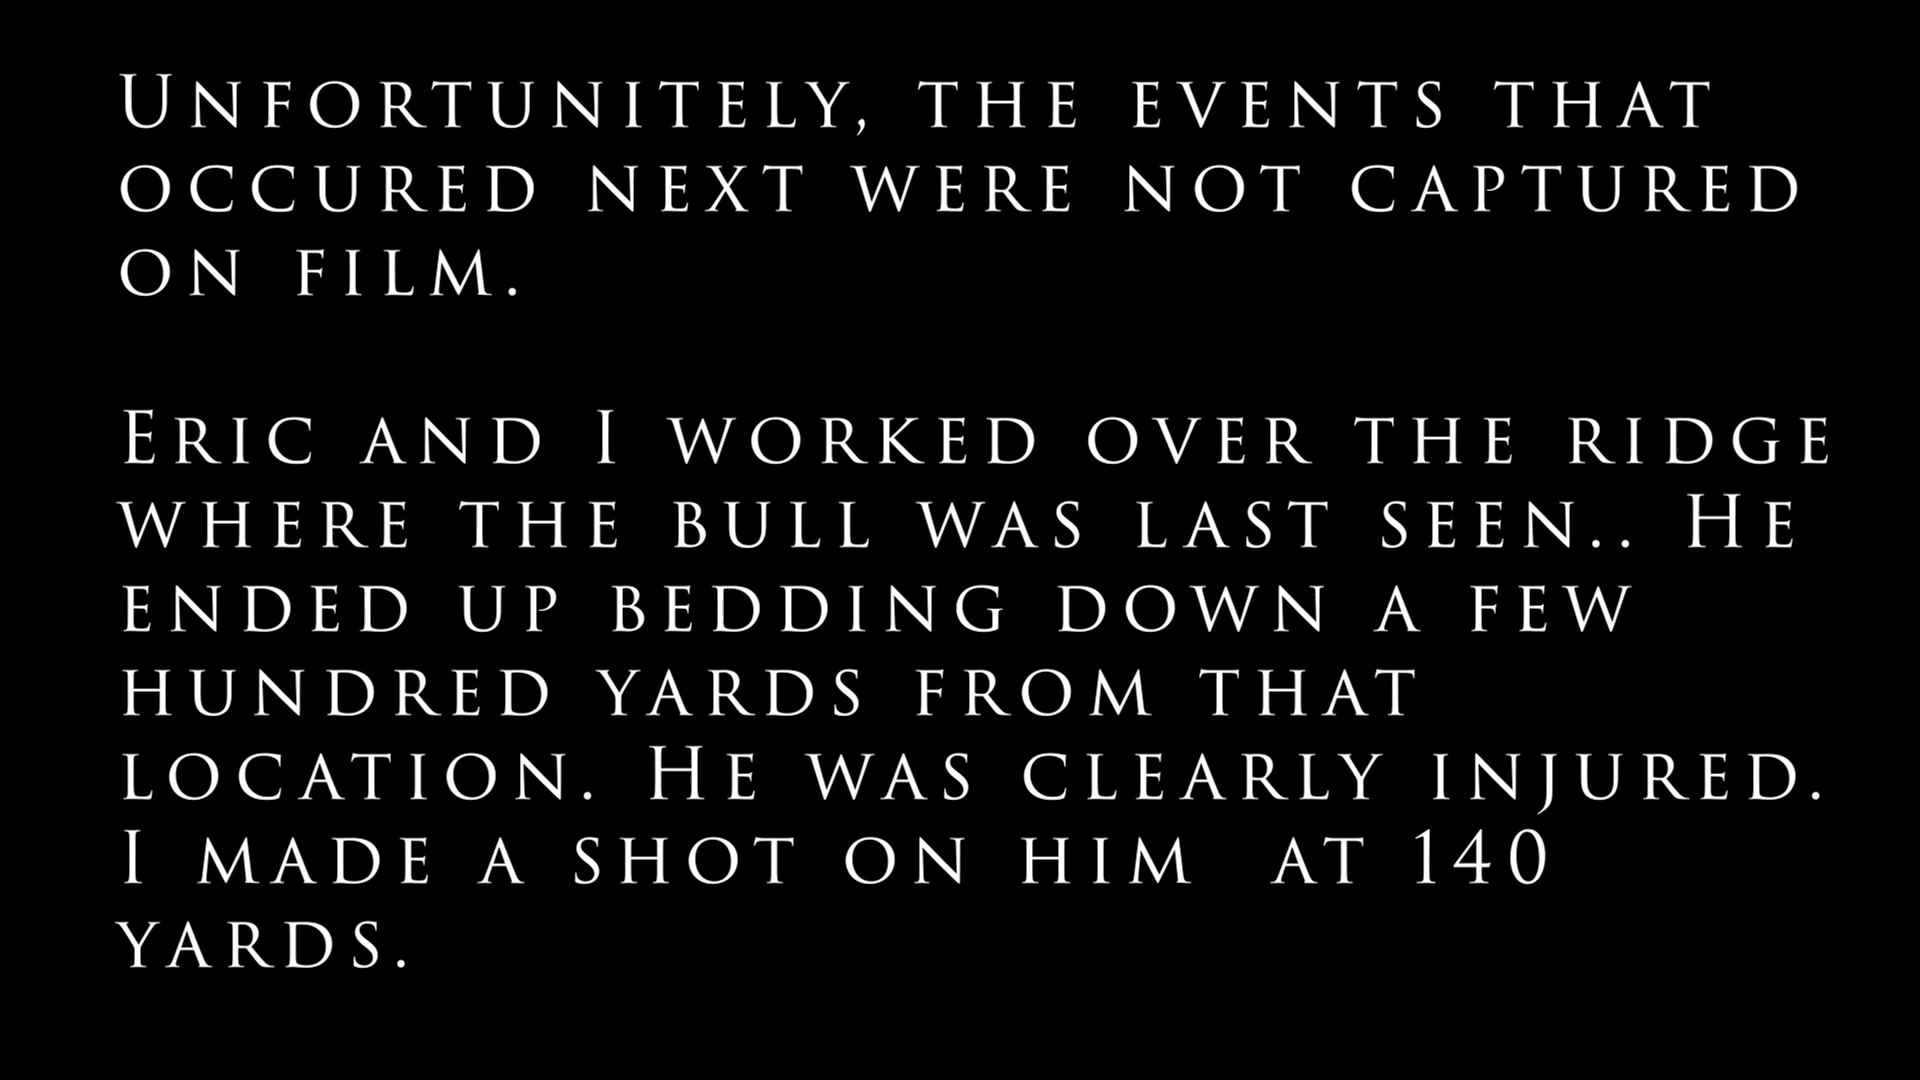 Unfortunitely, the events that
occured next were not captured
on film.
Eric and I worked over the ridge
where the bull was last seen.. He
ended up bedding down a few
hundred yards from that
location. He was clearly injured.
I made a shot on him  at 140
yards.